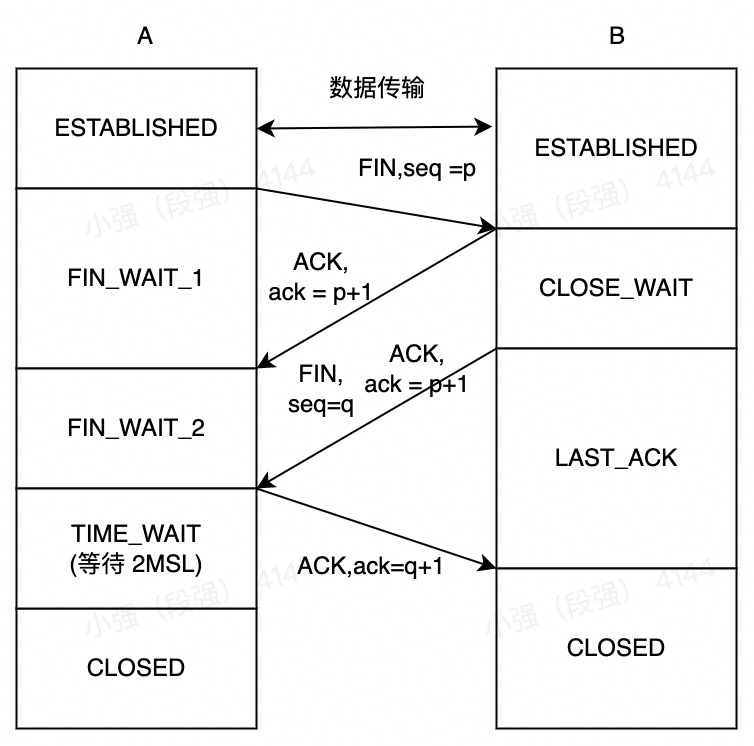 A
B
数据传输
ESTABLISHED
ESTABLISHED
FIN,seq =p
小强（段强） 4144
小强（段强） 4144
FIN_WAIT_1
ACK,
ack = p+1
CLOSE_WAIT
FIN,
seq=q
ACK,
ack = p+1
FIN_WAIT_2
LAST_ACK
TIME_WAIT
(等待 2MSL)
ACK,ack=q+1
小强（段强） 4144
小强（段强） 4144
CLOSED
CLOSED